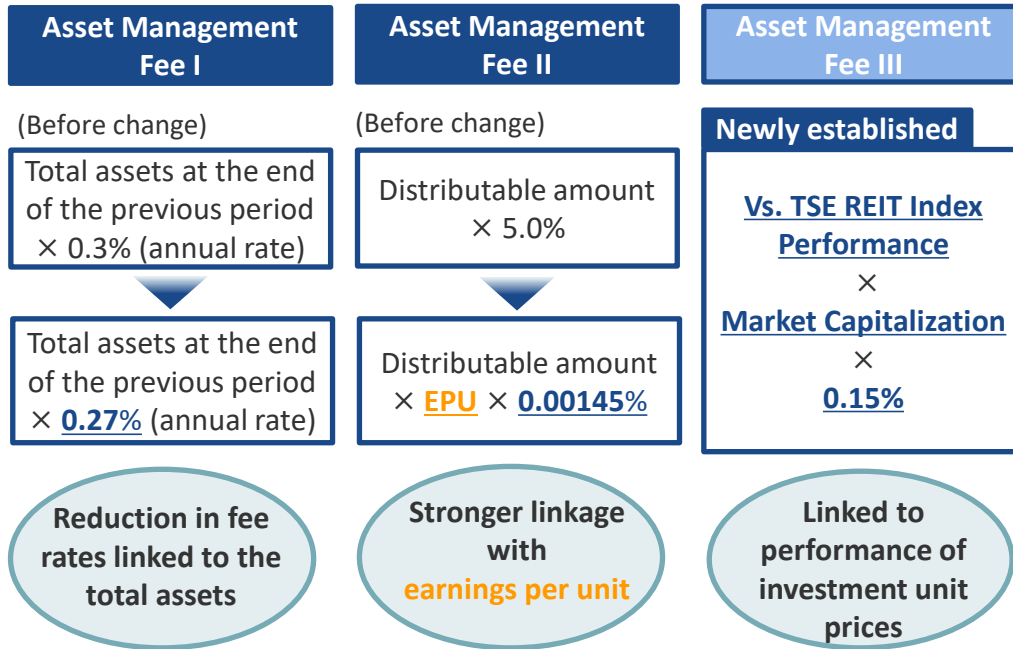 Asset Management
Fee I
(Before change)
Total assets at the end
of the previous period
× 0.3% (annual rate)
Total assets at the end
of the previous period
× 0.27% (annual rate)
Reduction in fee
rates linked to the
total assets
Asset Management
Fee II
(Before change)
Distributable amount
× 5.0%
Distributable amount
× EPU × 0.00145%
Stronger linkage
with
earnings per unit
Asset Management
Fee III
Newly established
Vs. TSE REIT Index
Performance
×
Market Capitalization
×
0.15%
Linked to
performance of
investment unit
prices